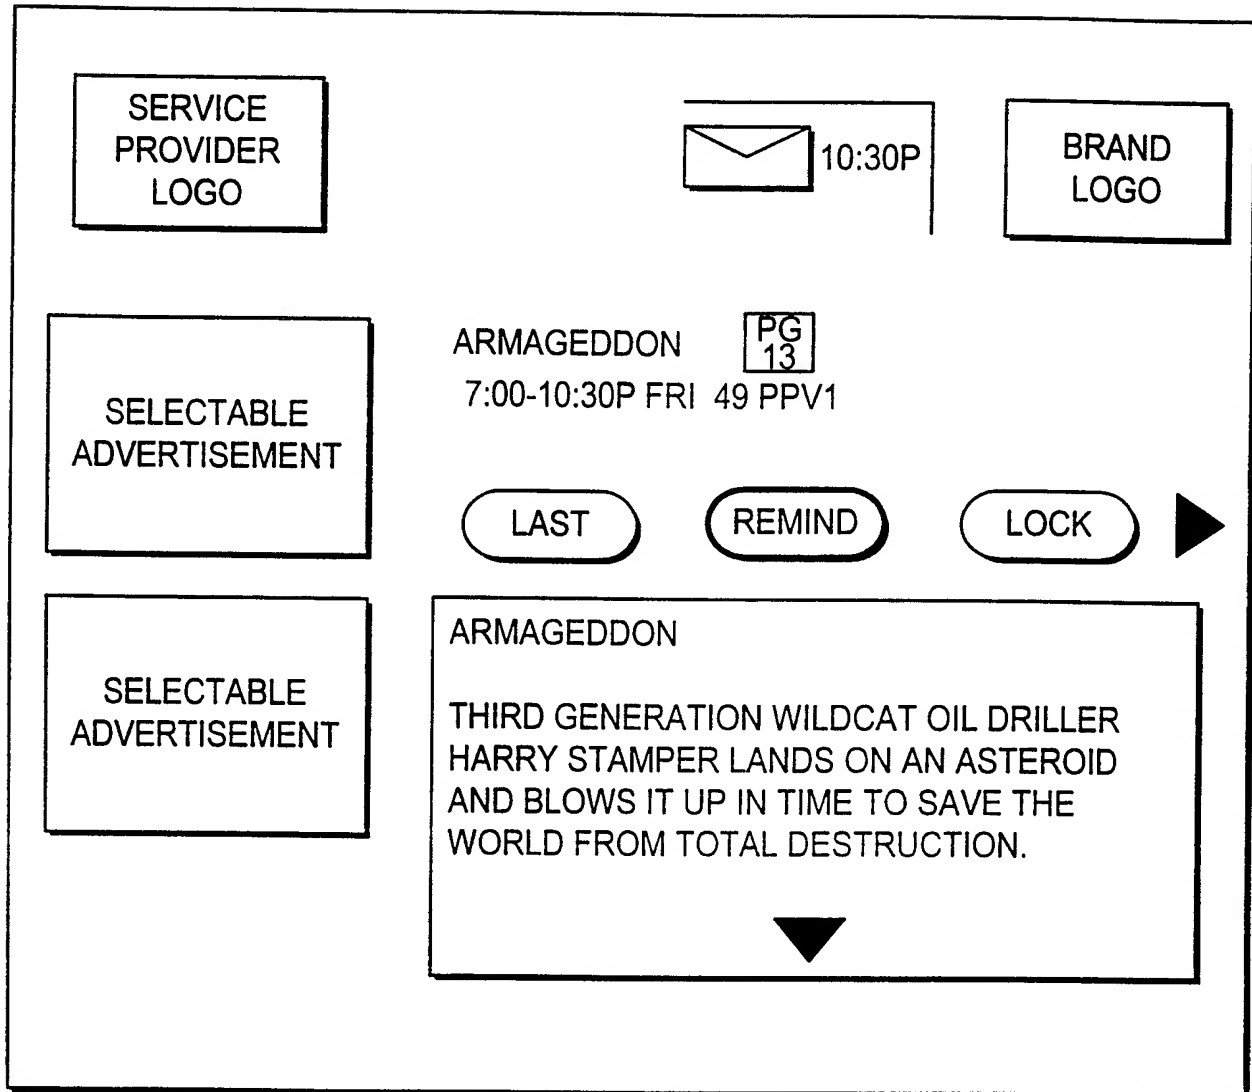 SERVICE
PROVIDER
LOGO
10:30P
BRAND
LOGO
SELECTABLE
ADVERTISEMENT
ARMAGEDDON
PG
13
7:00-10:30P FRI 49 PPV1
LAST
REMIND
LOCK
SELECTABLE
ADVERTISEMENT
ARMAGEDDON
THIRD GENERATION WILDCAT OIL DRILLER
HARRY STAMPER LANDS ON AN ASTEROID
AND BLOWS IT UP IN TIME TO SAVE THE
WORLD FROM TOTAL DESTRUCTION.